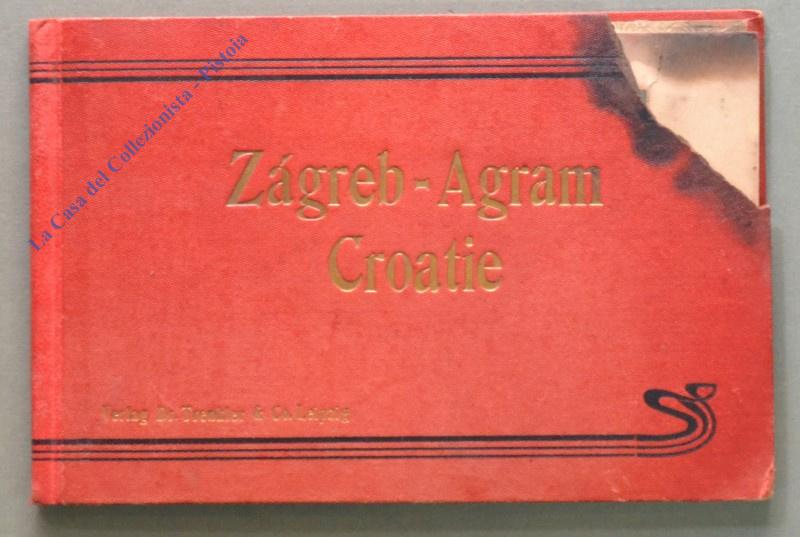 La Casa del Collezionista - Pistoia
Zágreb - Agram
Croatie
Verlag Dr. Trenkler & Co. Leipzig